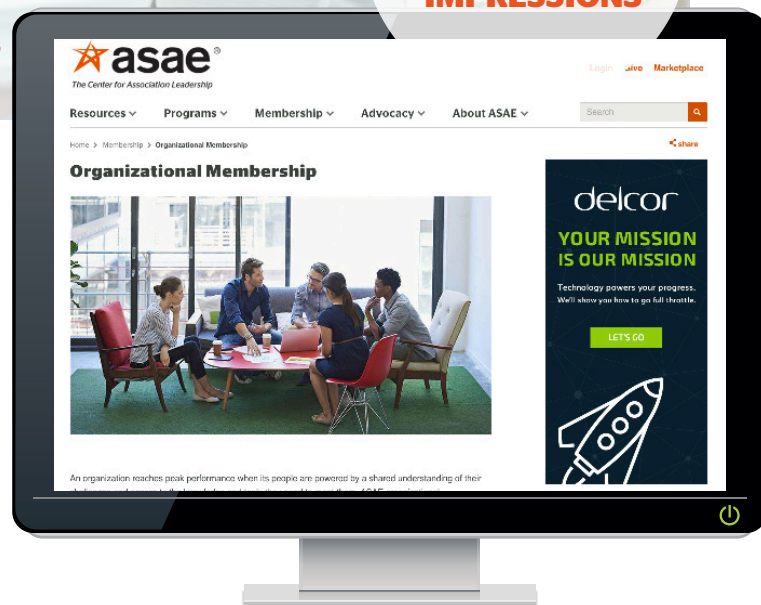 IMPRESSIONS
asae®
The Center for Association Leadership
Login Give Marketplace
Resources Programs Membership Advocacy About ASAE
Search
Home > Membership > Organizational Membership
share
Organizational Membership
delcor
YOUR MISSION
IS OUR MISSION
Technology powers your progress.
We'll show you how to go full throttle.
LET'S GO
An organization reaches peak performance when its people are powered by a shared understanding of their